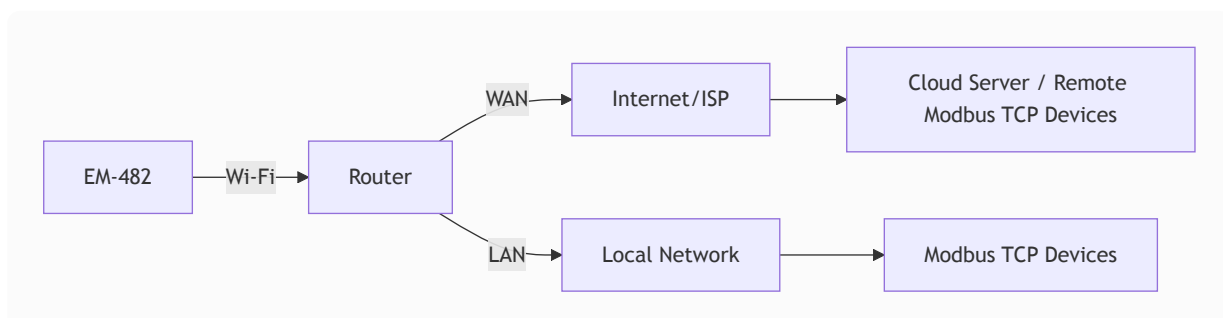 EM-482
Wi-Fi
Router
WAN
Internet/ISP
Cloud Server / Remote
Modbus TCP Devices
LAN
Local Network
Modbus TCP Devices